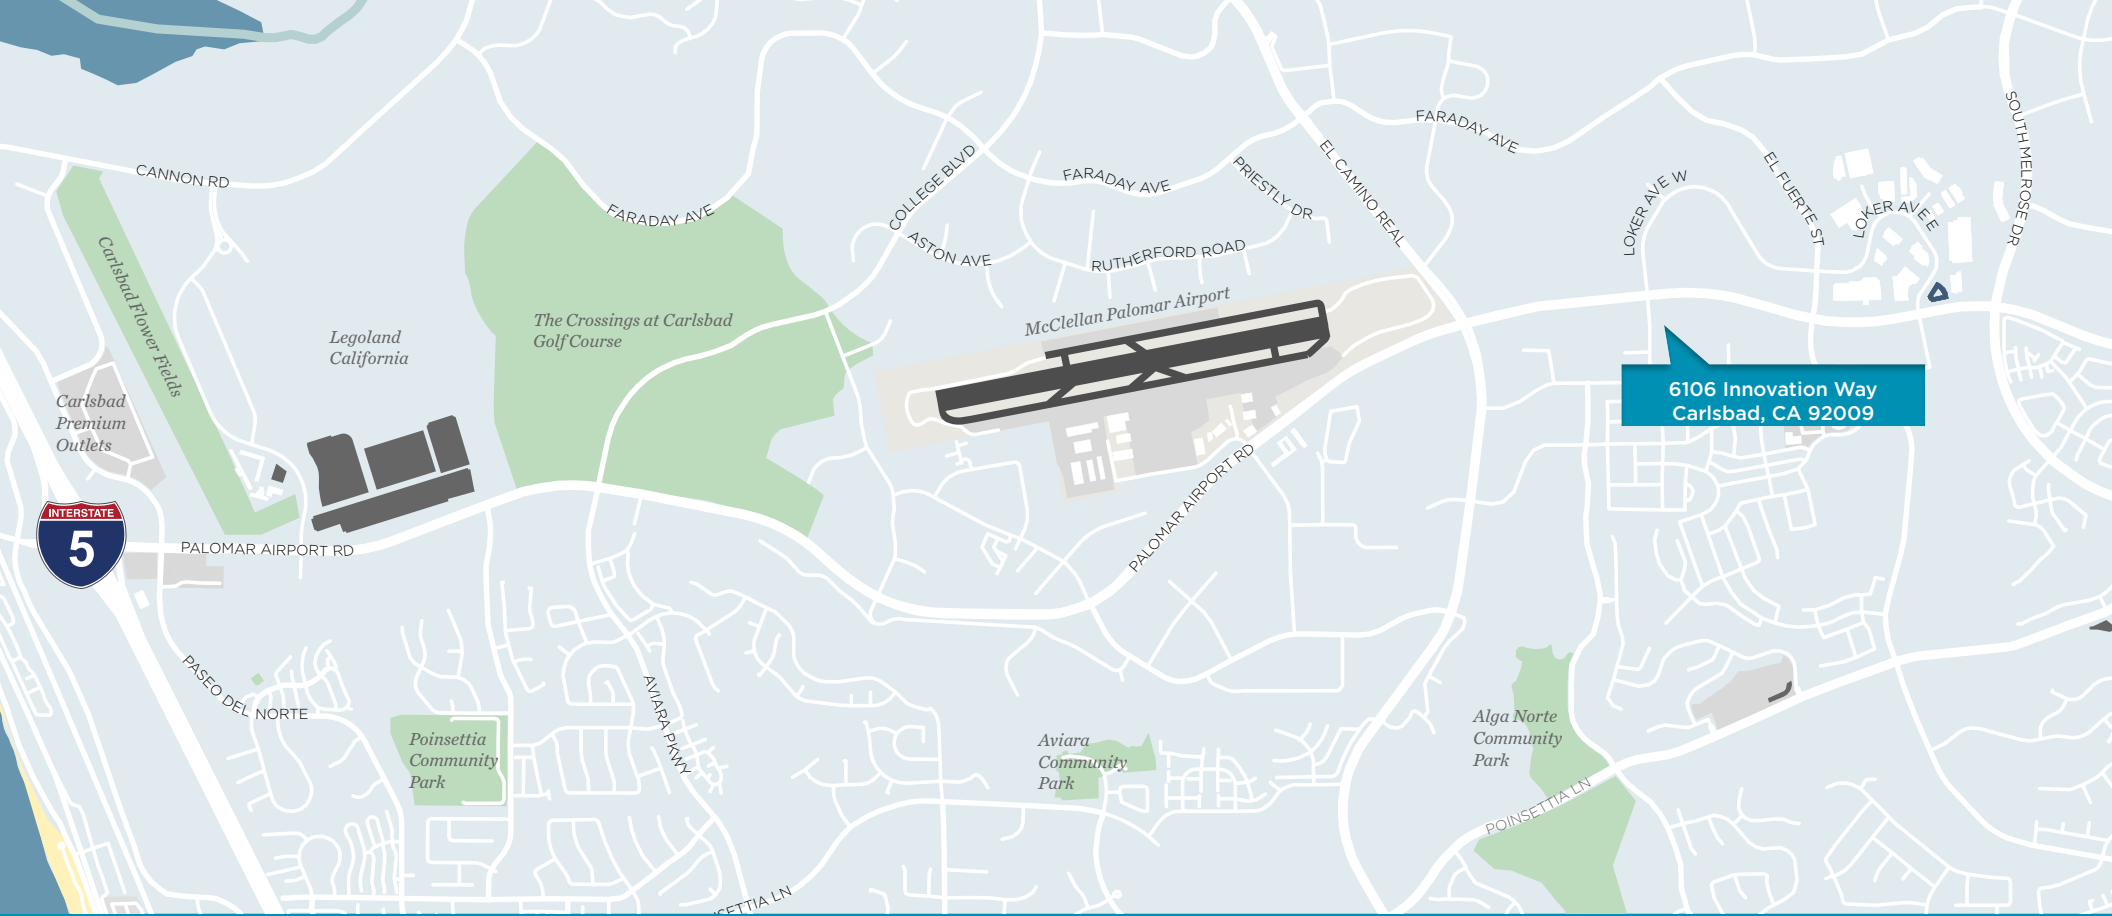 CANNON RD
FARADAY AVE
COLLEGE BLVD
ASTON AVE
FARADAY AVE
PRIESTLY DR
RUTHERFORD ROAD
EL CAMINO REAL
FARADAY AVE
LOKER AVE W
EL FUERTE ST
LOKER AVE E
SOUTH MELROSE DR
Carlsbad Flower Fields
Legoland
California
The Crossings at Carlsbad
Golf Course
McClellan Palomar Airport
Carlsbad
Premium
Outlets
6106 Innovation Way
Carlsbad, CA 92009
INTERSTATE
5
PALOMAR AIRPORT RD
PALOMAR AIRPORT RD
PASEO DEL NORTE
AVIARA PKWY
Poinsettia
Community
Park
Aviara
Community
Park
Alga Norte
Community
Park
POINSETTIA LN
SETTIA LN